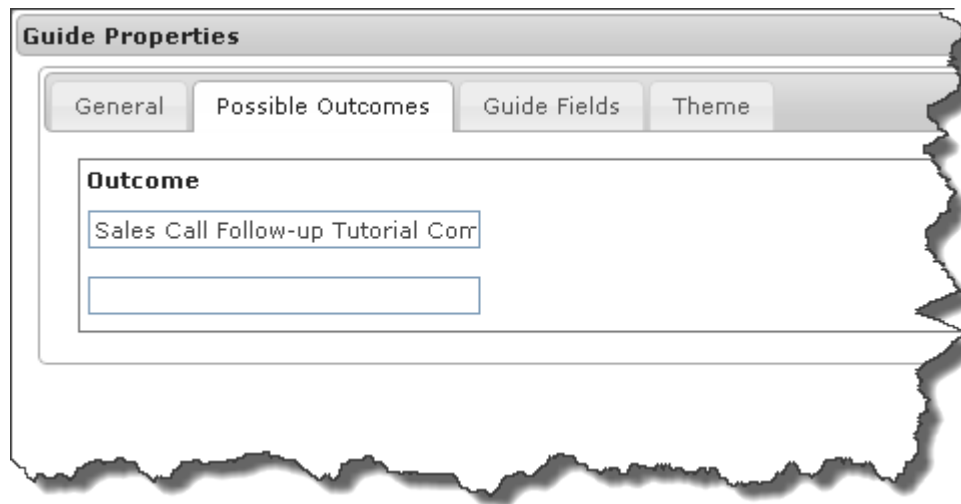 Guide Properties
General Possible Outcomes Guide Fields Theme
Outcome
Sales Call Follow-up Tutorial Com